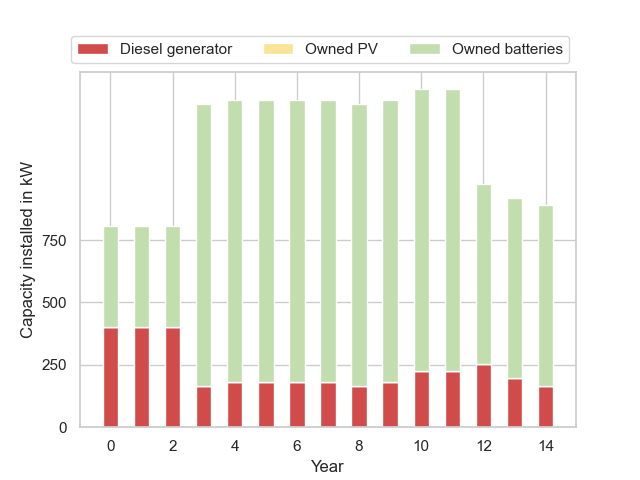 Diesel generator Owned PV Owned batteries
Capacity installed in kW
750
500
250
0
0 2 4 6 8 10 12 14
Year